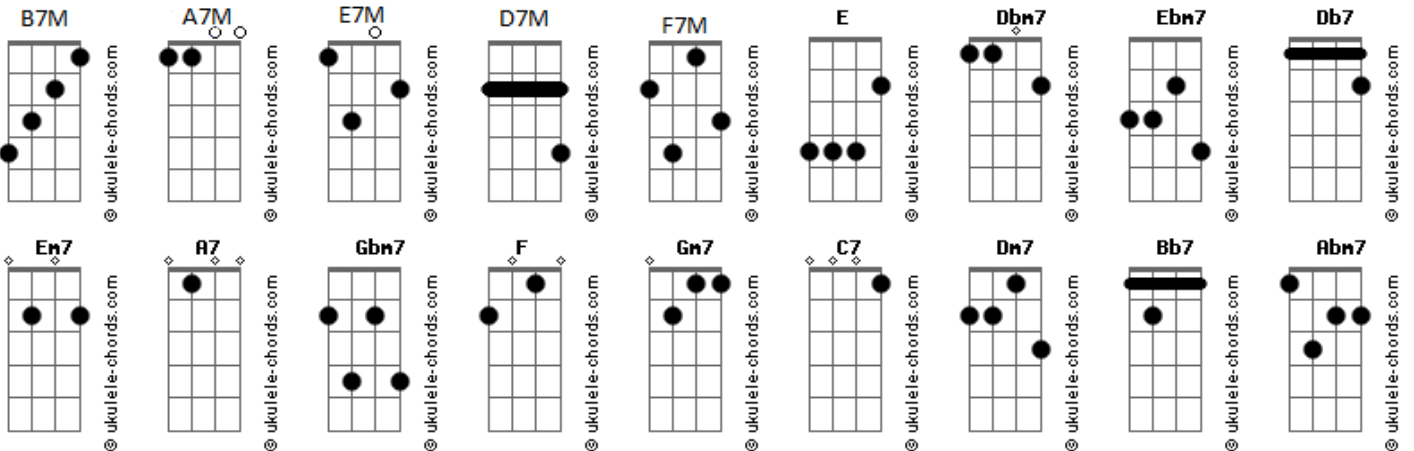 B7M A7M E7M D7M F7M E Dbm7 Ebm7 Db7
© ukulele-chords.com © ukulele-chords.com © ukulele-chords.com © ukulele-chords.com © ukulele-chords.com © ukulele-chords.com © ukulele-chords.com © ukulele-chords.com © ukulele-chords.com
Em7 A7 Gbm7 F Gm7 C7 Dm7 Bb7 Abm7
© ukulele-chords.com © ukulele-chords.com © ukulele-chords.com © ukulele-chords.com © ukulele-chords.com © ukulele-chords.com © ukulele-chords.com © ukulele-chords.com © ukulele-chords.com